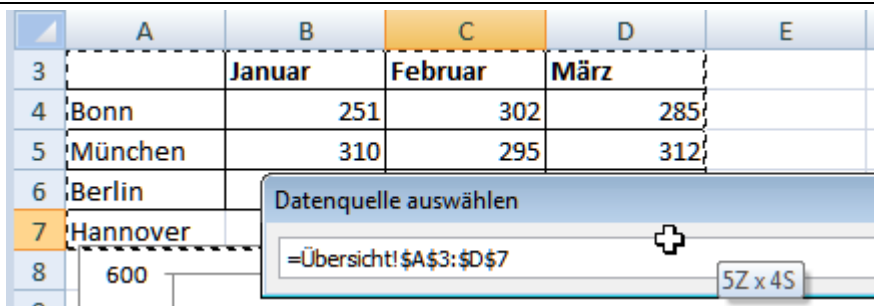 A B C D E
3 Januar Februar März
4 Bonn 251 302 285
5 München 310 295 312
6 Berlin
Datenquelle auswählen
7 Hannover
=Übersicht!$A$3:$D$7
8 600
5Z x 4S